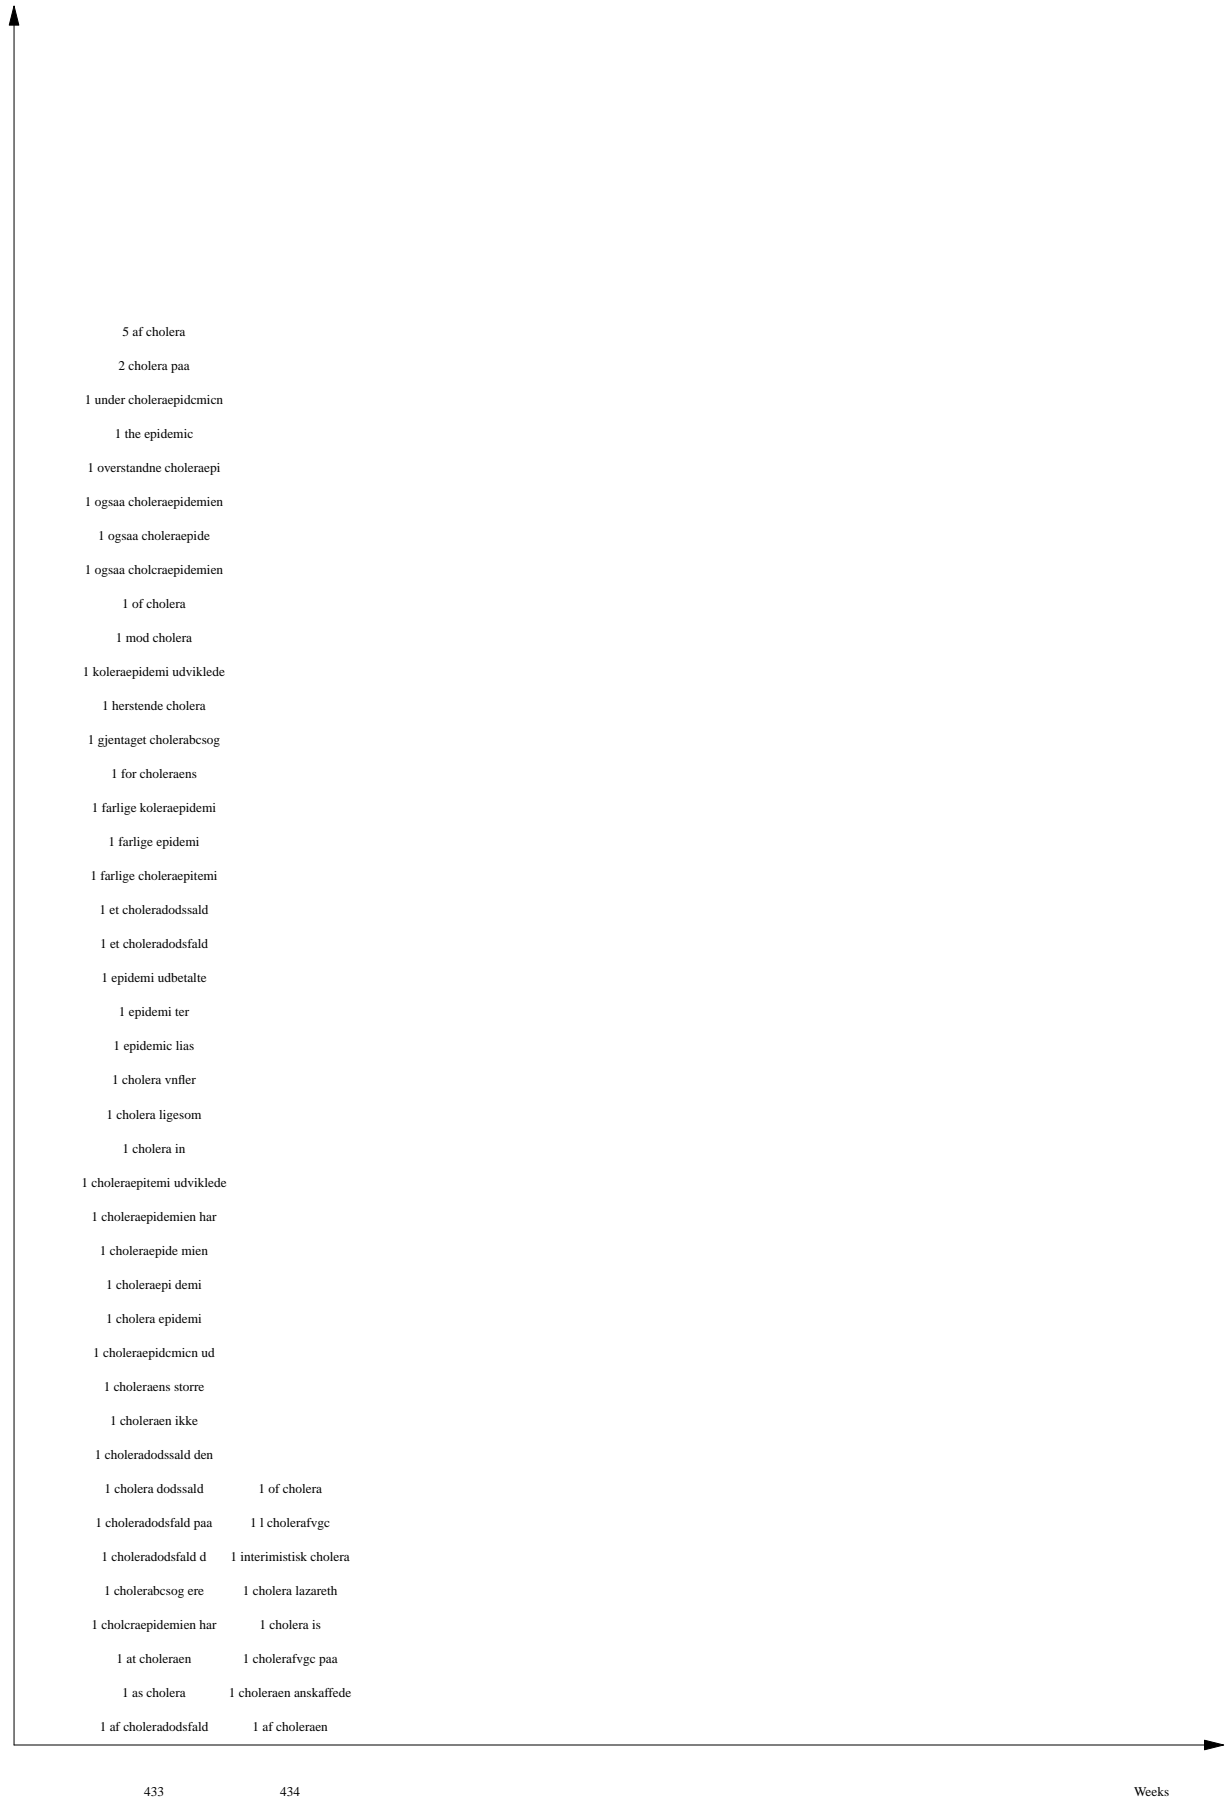 5 af cholera
2 cholera paa
1 under choleraepidcmicn
1 the epidemic
1 overstandne choleraepi
1 ogsaa choleraepidemien
1 ogsaa choleraepide
1 ogsaa cholcraepidemien
1 of cholera
1 mod cholera
1 koleraepidemi udviklede
1 herstende cholera
1 gjentaget cholerabcsog
1 for choleraens
1 farlige koleraepidemi
1 farlige epidemi
1 farlige choleraepitemi
1 et choleradodssald
1 et choleradodsfald
1 epidemi udbetalte
1 epidemi ter
1 epidemic lias
1 cholera vnfler
1 cholera ligesom
1 cholera in
1 choleraepitemi udviklede
1 choleraepidemien har
1 choleraepide mien
1 choleraepi demi
1 cholera epidemi
1 choleraepidcmicn ud
1 choleraens storre
1 choleraen ikke
1 choleradodssald den
1 cholera dodssald 1 of cholera
1 choleradodsfald paa 1 l cholerafvgc
1 choleradodsfald d 1 interimistisk cholera
1 cholerabcsog ere 1 cholera lazareth
1 cholcraepidemien har 1 cholera is
1 at choleraen 1 cholerafvgc paa
1 as cholera 1 choleraen anskaffede
1 af choleradodsfald 1 af choleraen
433 434 Weeks